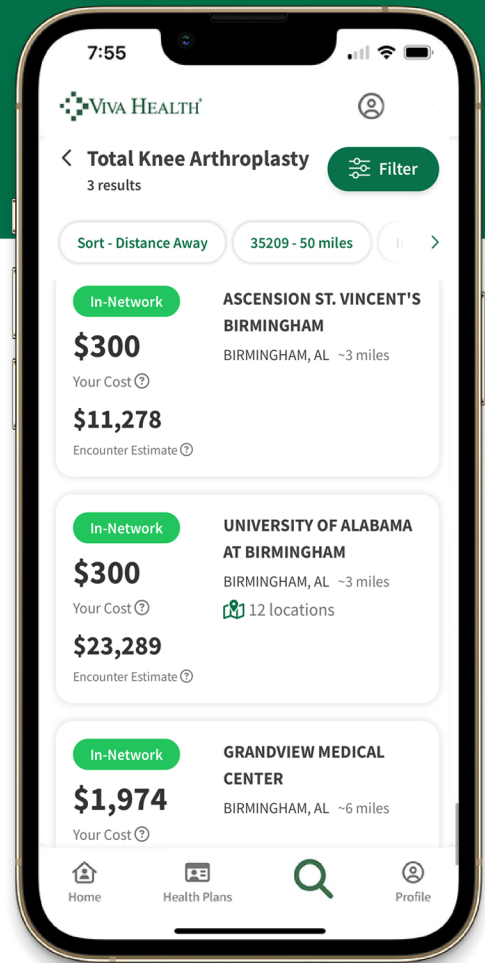 7:55
VIVA HEALTH
Total Knee Arthroplasty
3 results
Filter
Sort - Distance Away
35209 - 50 miles
In-Network
$300
Your Cost ?
$11,278
Encounter Estimate ?
ASCENSION ST. VINCENT'S
BIRMINGHAM
BIRMINGHAM, AL ~3 miles
In-Network
$300
Your Cost ?
$23,289
Encounter Estimate ?
UNIVERSITY OF ALABAMA
AT BIRMINGHAM
BIRMINGHAM, AL ~3 miles
12 locations
In-Network
$1,974
Your Cost ?
GRANDVIEW MEDICAL
CENTER
BIRMINGHAM, AL ~6 miles
Home
Health Plans
Profile